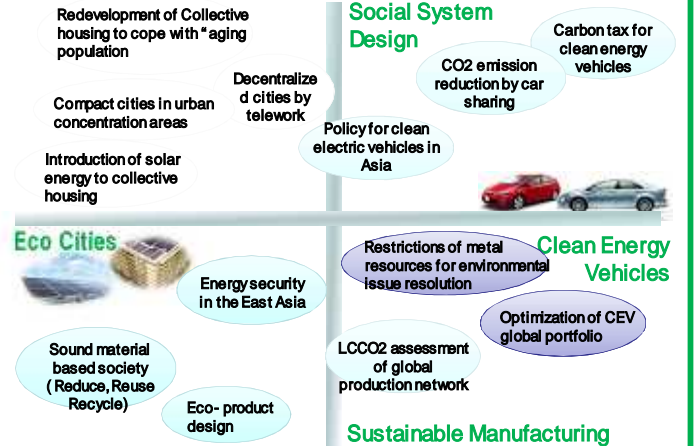 Redevelopment of Collective
housing to cope with “ aging
population
Decentralize
d cities by
telework
Compact cities in urban
concentration areas
Introduction of solar
energy to collective
housing
Social System
Design
Carbon tax for
clean energy
vehicles
CO2 emission
reduction by car
sharing
Policy for clean
electric vehicles in
Asia
Eco Cities
Energy security
in the East Asia
Sound material
based society
( Reduce, Reuse
Recycle)
Eco- product
design
Restrictions of metal
resources for environmental
issue resolution
Clean Energy
Vehicles
Optimization of CEV
global portfolio
LCCO2 assessment
of global
production network
Sustainable Manufacturing